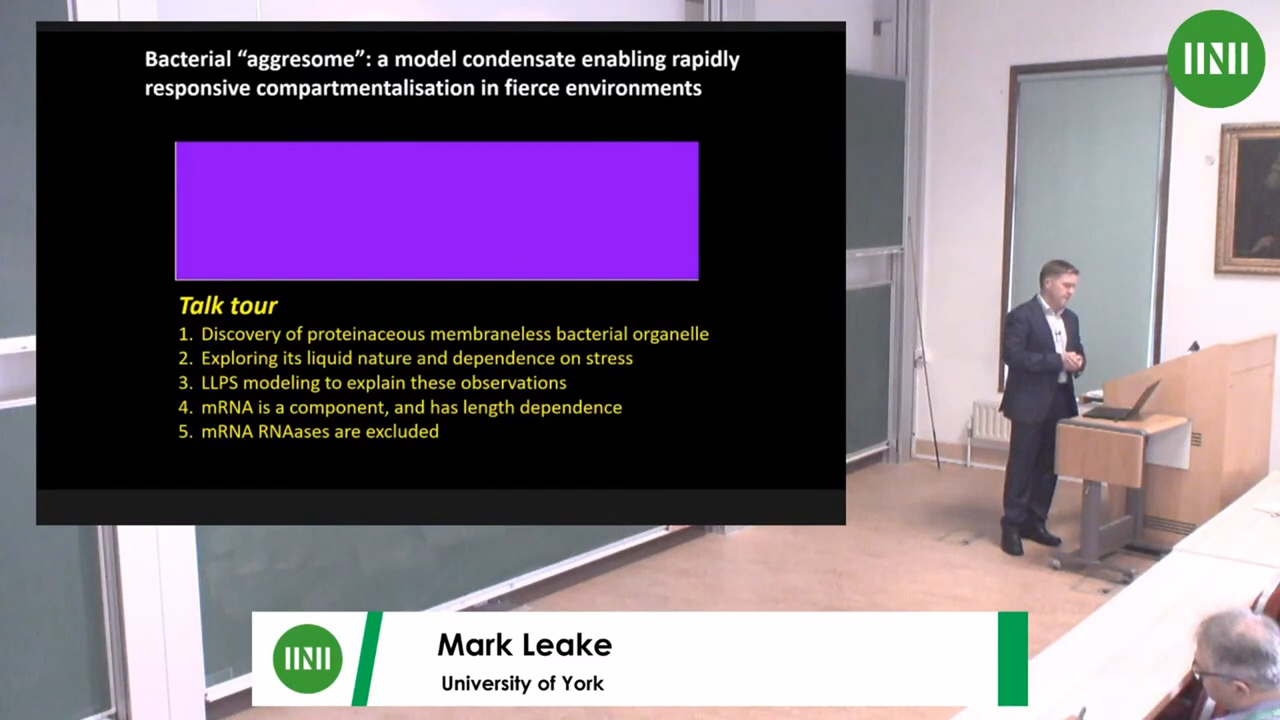 Bacterial “aggresome”: a model condensate enabling rapidly
responsive compartmentalisation in fierce environments
Talk tour
1. Discovery of proteinaceous membraneless bacterial organelle
2. Exploring its liquid nature and dependence on stress
3. LLPS modeling to explain these observations
4. mRNA is a component, and has length dependence
5. mRNA RNAases are excluded
IINII
IINII
Mark Leake
University of York